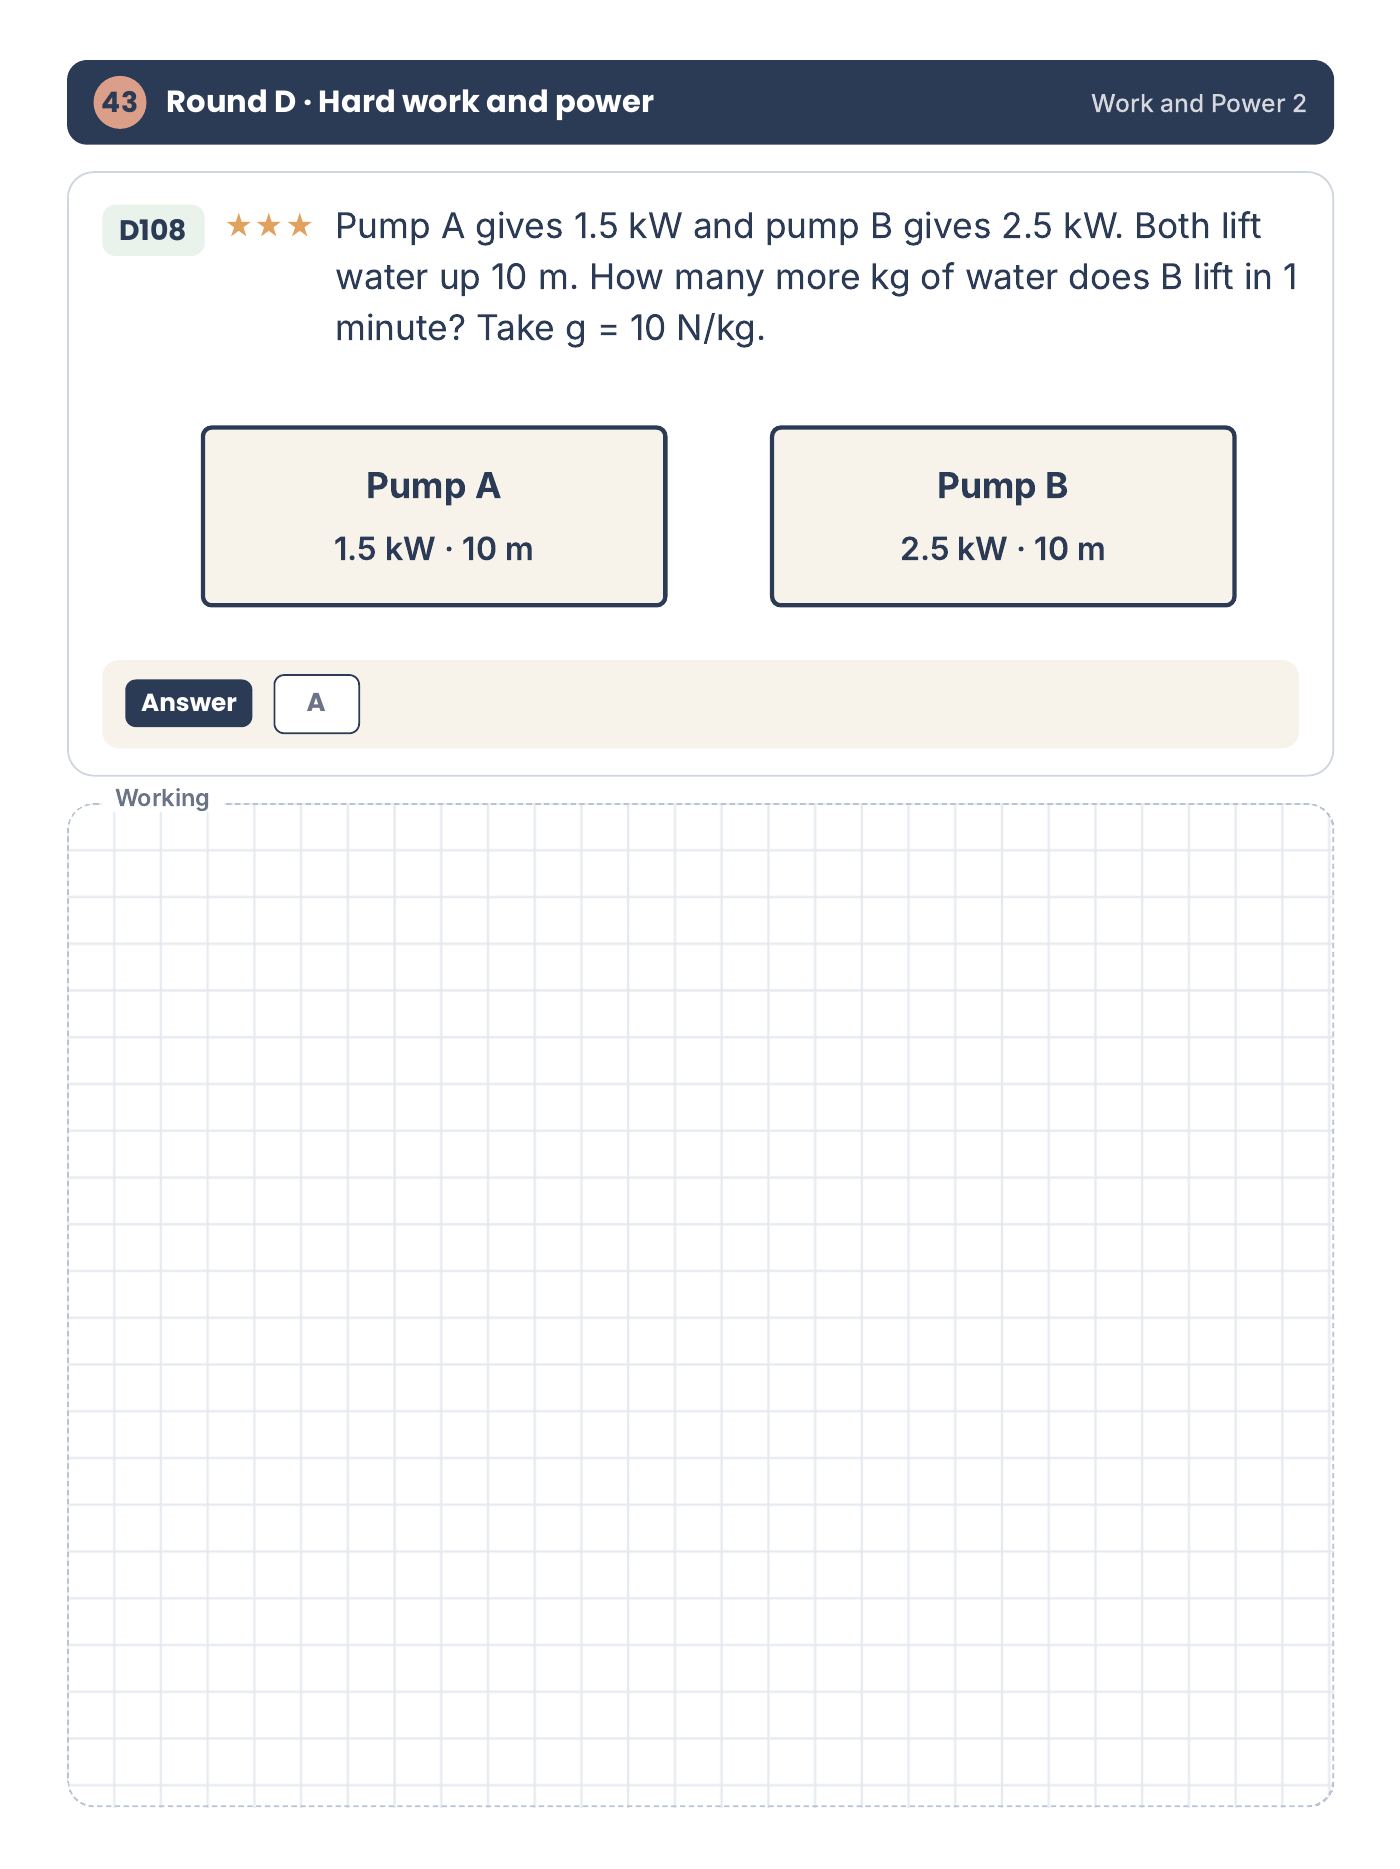 43 Round D · Hard work and power Work and Power 2
D108 ★★★ Pump A gives 1.5 kW and pump B gives 2.5 kW. Both lift
water up 10 m. How many more kg of water does B lift in 1
minute? Take g = 10 N/kg.
Pump A
1.5 kW · 10 m
Pump B
2.5 kW · 10 m
Answer A
Working